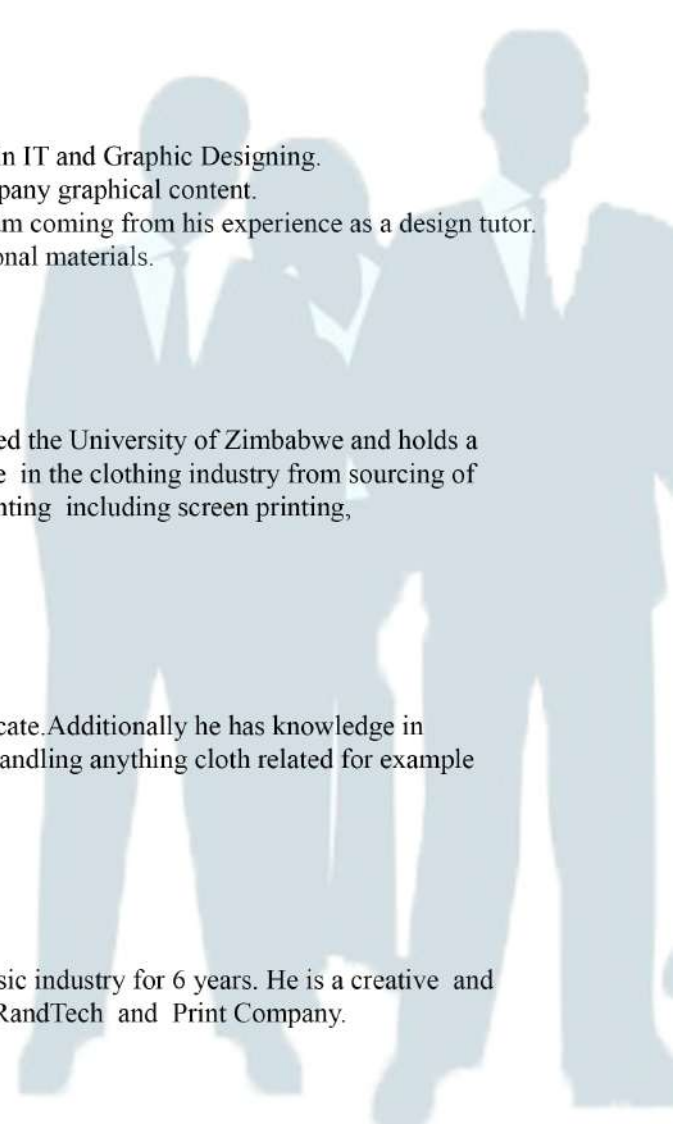 n IT and Graphic Designing.
pany graphical content.
m coming from his experience as a design tutor.
onal materials.
ed the University of Zimbabwe and holds a
e in the clothing industry from sourcing of
nting including screen printing,
cate.Additionally he has knowledge in
andling anything cloth related for example
sic industry for 6 years. He is a creative and
RandTech and Print Company.